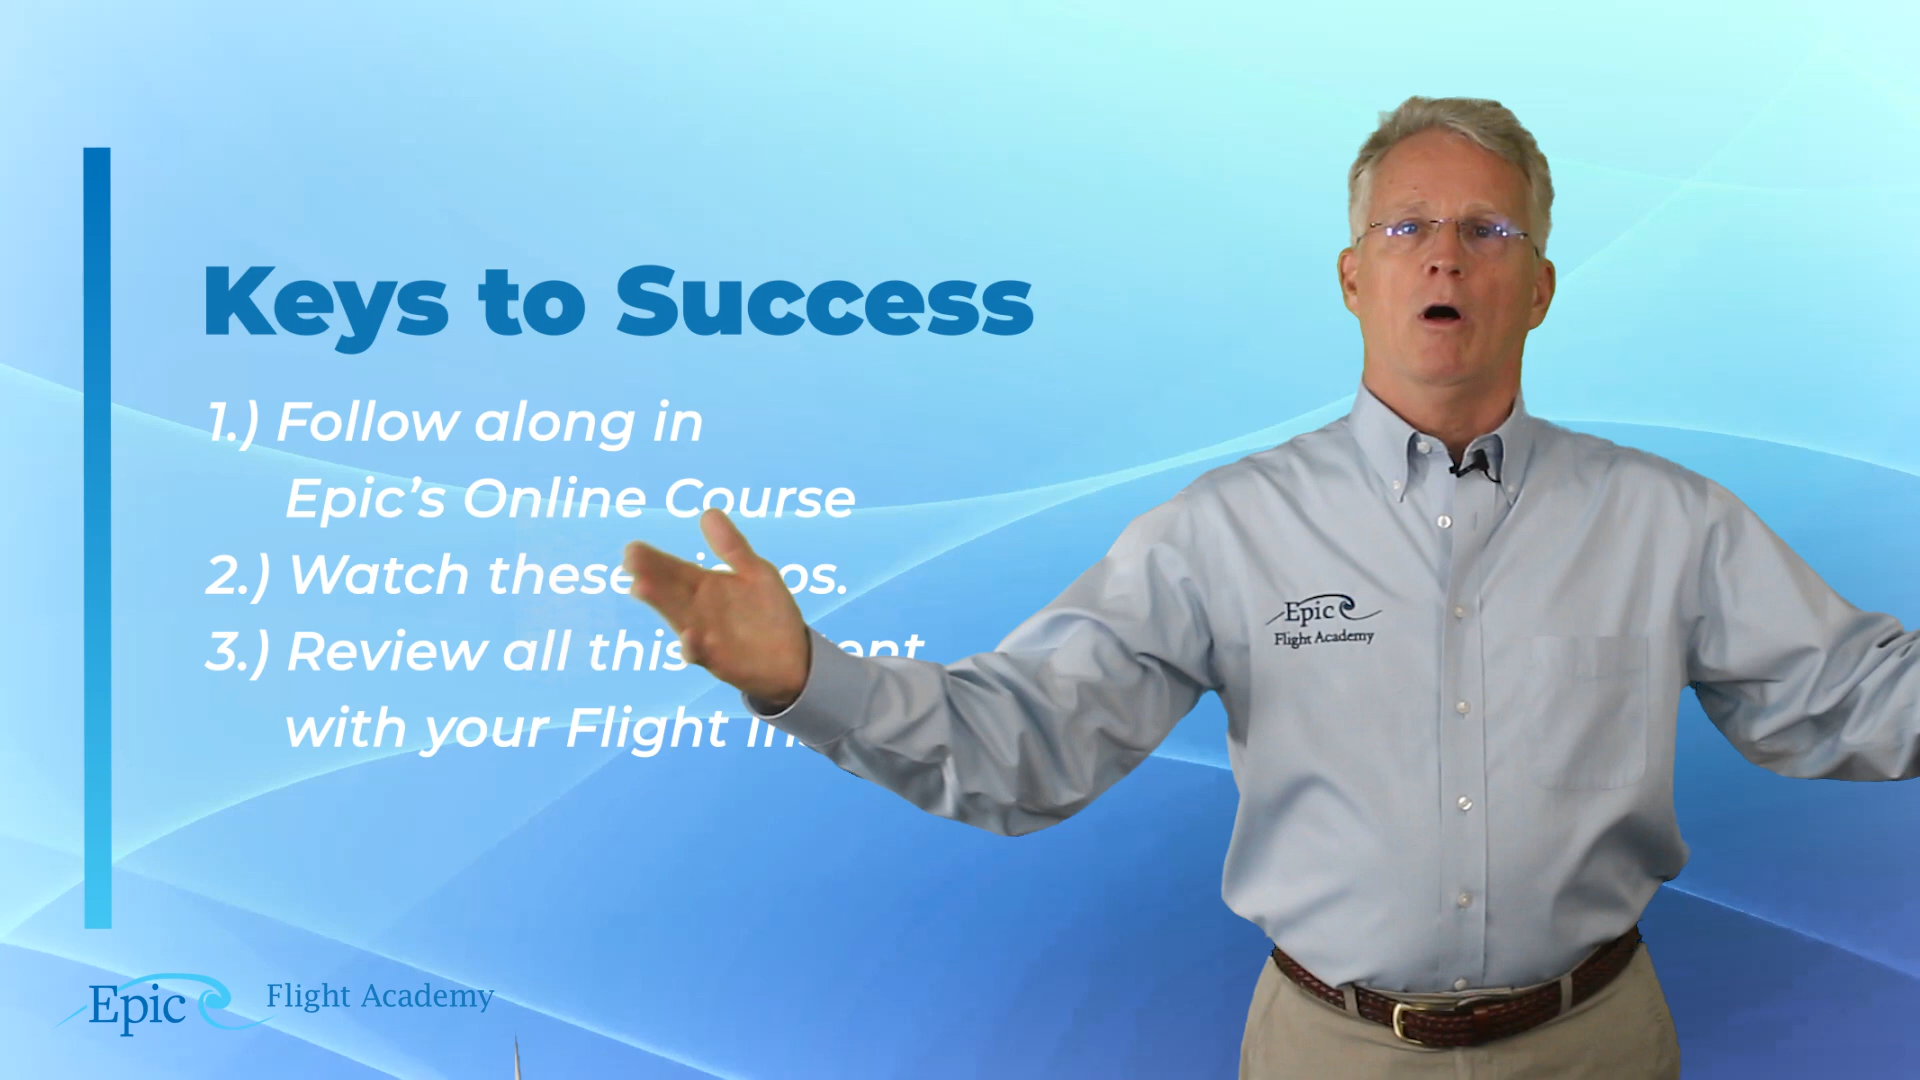 Keys to Success
1.) Follow along in
Epic’s Online Course
2.) Watch these
3.) Review all this
with your Flight
Epic Flight Academy
Epic
Flight Academy